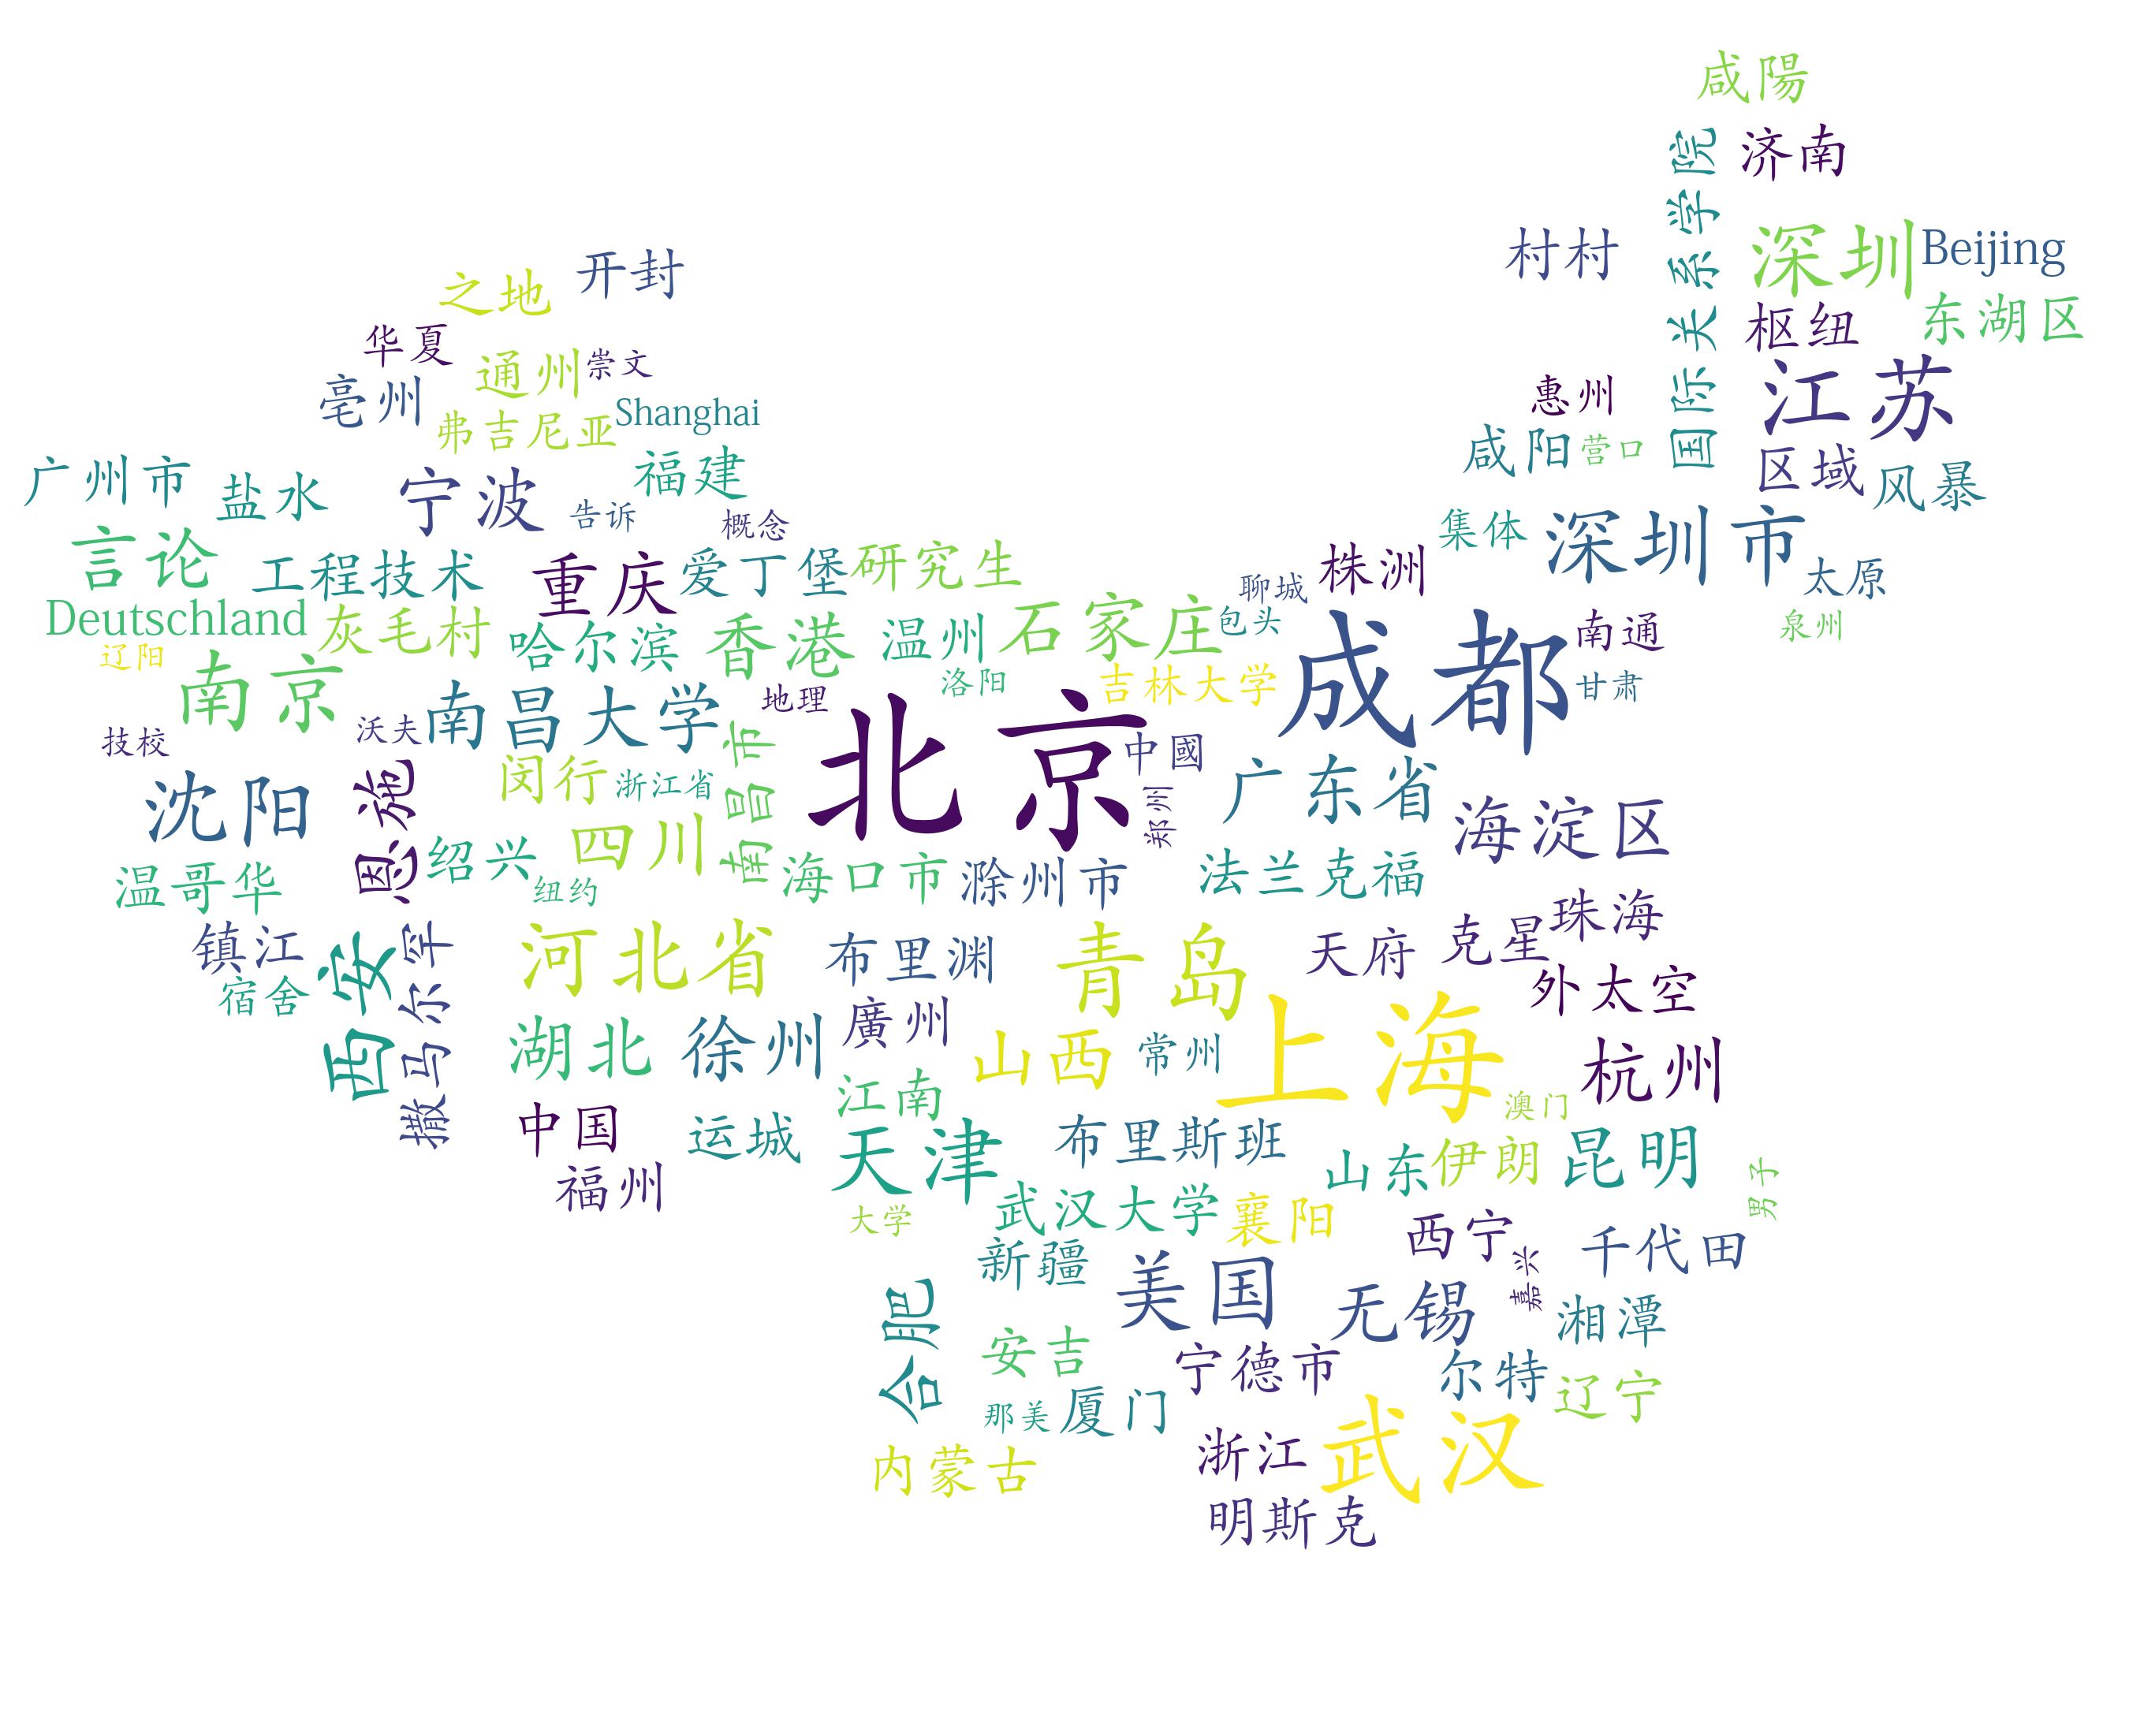 咸陽
济南
国际关系学院
村村
深圳
Beijing
开封
之地
枢纽
东湖区
华夏
通州
崇文
江苏
亳州
惠州
Shanghai
弗吉尼亚
咸阳
营口
区域
风暴
广州市
盐水
宁波
福建
告诉
概念
集体
深圳市
言论
工程技术
重庆
爱丁堡
研究生
聊城
株洲
太原
Deutschland
灰毛村
哈尔滨
香港
温州
石家庄
包头
成都
南通
泉州
辽阳
南京
洛阳
吉林大学
甘肃
技校
沃夫
南昌大学
地理
北京
中國
沈阳
恩施
闵行
浙江省
南昌市
郑州
广东省
海淀区
温哥华
绍兴
四川
纽约
海口市
滁州市
法兰克福
镇江
宿舍
西安
撒马尔罕
河北省
布里渊
青岛
天府
克星
珠海
外太空
湖北
徐州
廣州
山西
常州
上海
杭州
澳门
江南
中国
运城
天津
布里斯班
山东
伊朗
昆明
男子
福州
大学
武汉大学
襄阳
西宁
千代田
新疆
美国
无锡
嘉兴
湘潭
合肥
安吉
宁德市
尔特
辽宁
那美
厦门
内蒙古
浙江
武汉
明斯克